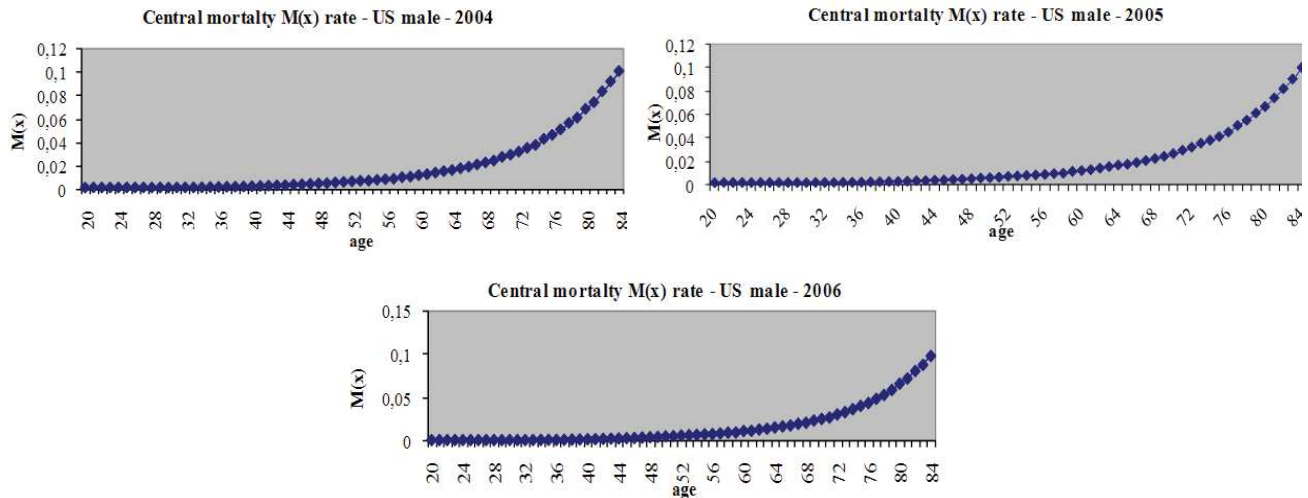 Central mortalty M(x) rate - US male - 2004
0,12
0,1
0,08
0,06
0,04
0,02
0
M(x)
20 24 28 32 36 40 44 48 52 56 60 64 68 72 76 80 84
age
Central mortalty M(x) rate - US male - 2005
0,12
0,1
0,08
0,06
0,04
0,02
0
M(x)
20 24 28 32 36 40 44 48 52 56 60 64 68 72 76 80 84
age
Central mortalty M(x) rate - US male - 2006
0,15
0,1
0,05
0
M(x)
20 24 28 32 36 40 44 48 52 56 60 64 68 72 76 80 84
age